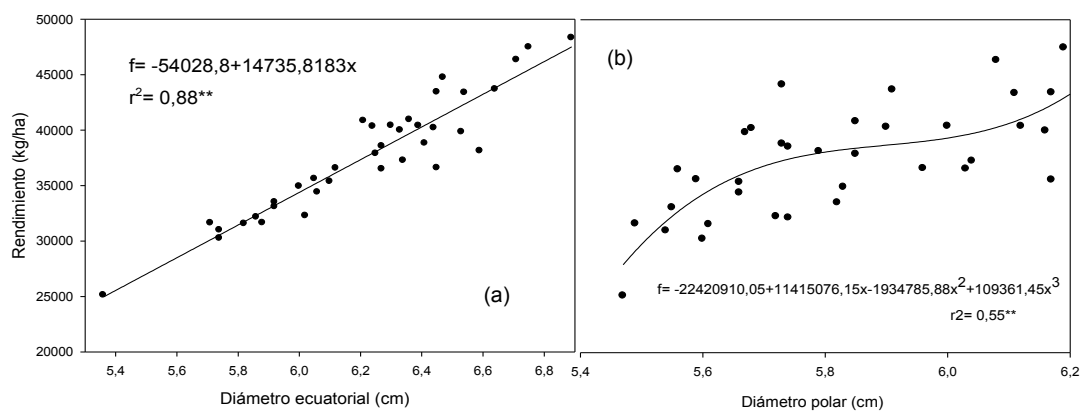 50000
45000
40000
35000
30000
25000
20000
Rendimiento (kg/ha)
f= -54028,8+14735,8183x
r²= 0,88**
(a)
5,4 5,6 5,8 6,0 6,2 6,4 6,6 6,8
Diámetro ecuatorial (cm)
(b)
f= -22420910,05+11415076,15x-1934785,88x²+109361,45x³
r2= 0,55**
5,4 5,6 5,8 6,0 6,2
Diámetro polar (cm)